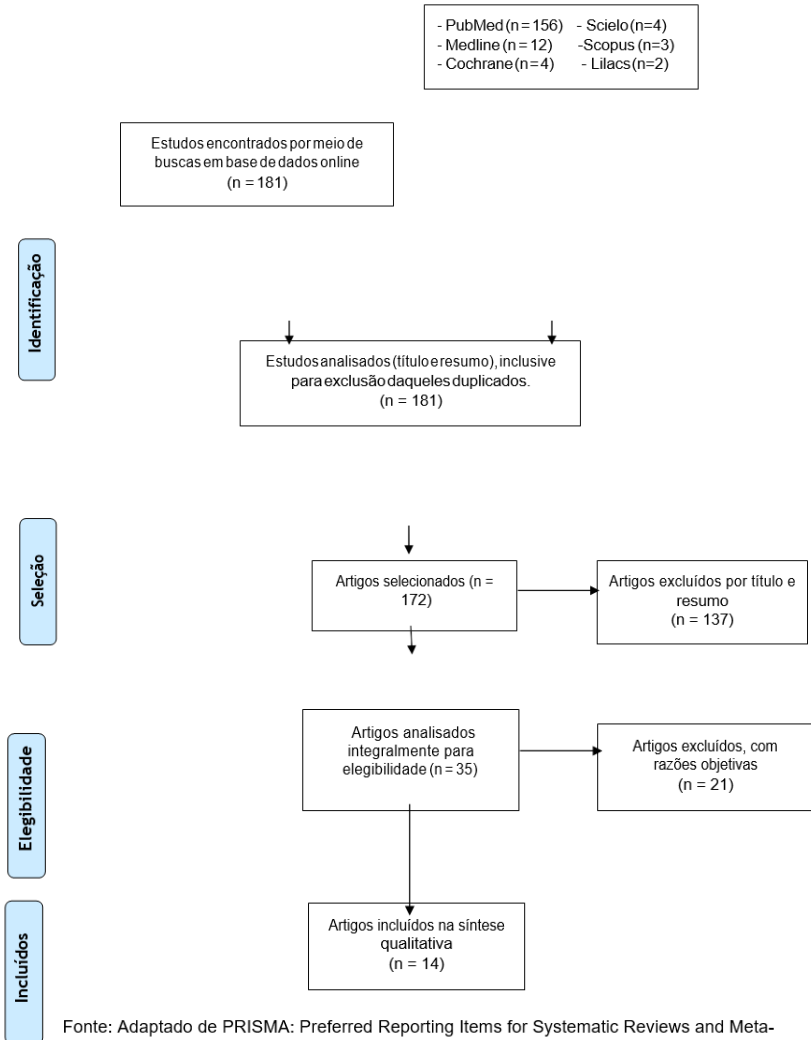 - PubMed (n = 156) - Scielo (n=4)
- Medline (n = 12) -Scopus (n=3)
- Cochrane (n = 4) - Lilacs (n=2)
Estudos encontrados por meio de
buscas em base de dados online
(n = 181)
Identificação
Estudos analisados (título e resumo), inclusive
para exclusão daqueles duplicados.
(n = 181)
Seleção
Artigos selecionados (n =
172)
Artigos excluídos por título e
resumo
(n = 137)
Elegibilidade
Artigos analisados
integralmente para
elegibilidade (n = 35)
Artigos excluídos, com
razões objetivas
(n = 21)
Incluídos
Artigos incluídos na síntese
qualitativa
(n = 14)
Fonte: Adaptado de PRISMA: Preferred Reporting Items for Systematic Reviews and Meta-